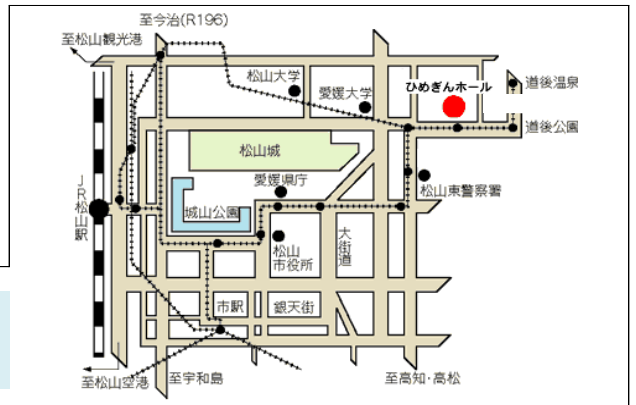 至今治(R196)
至松山観光港
松山大学
愛媛大学
ひめぎんホール
道後温泉
道後公園
松山城
愛媛県庁
松山東警察署
城山公園
JR松山駅
松山
市役所
大街道
市駅
銀天街
至松山空港
至宇和島
至高知・高松